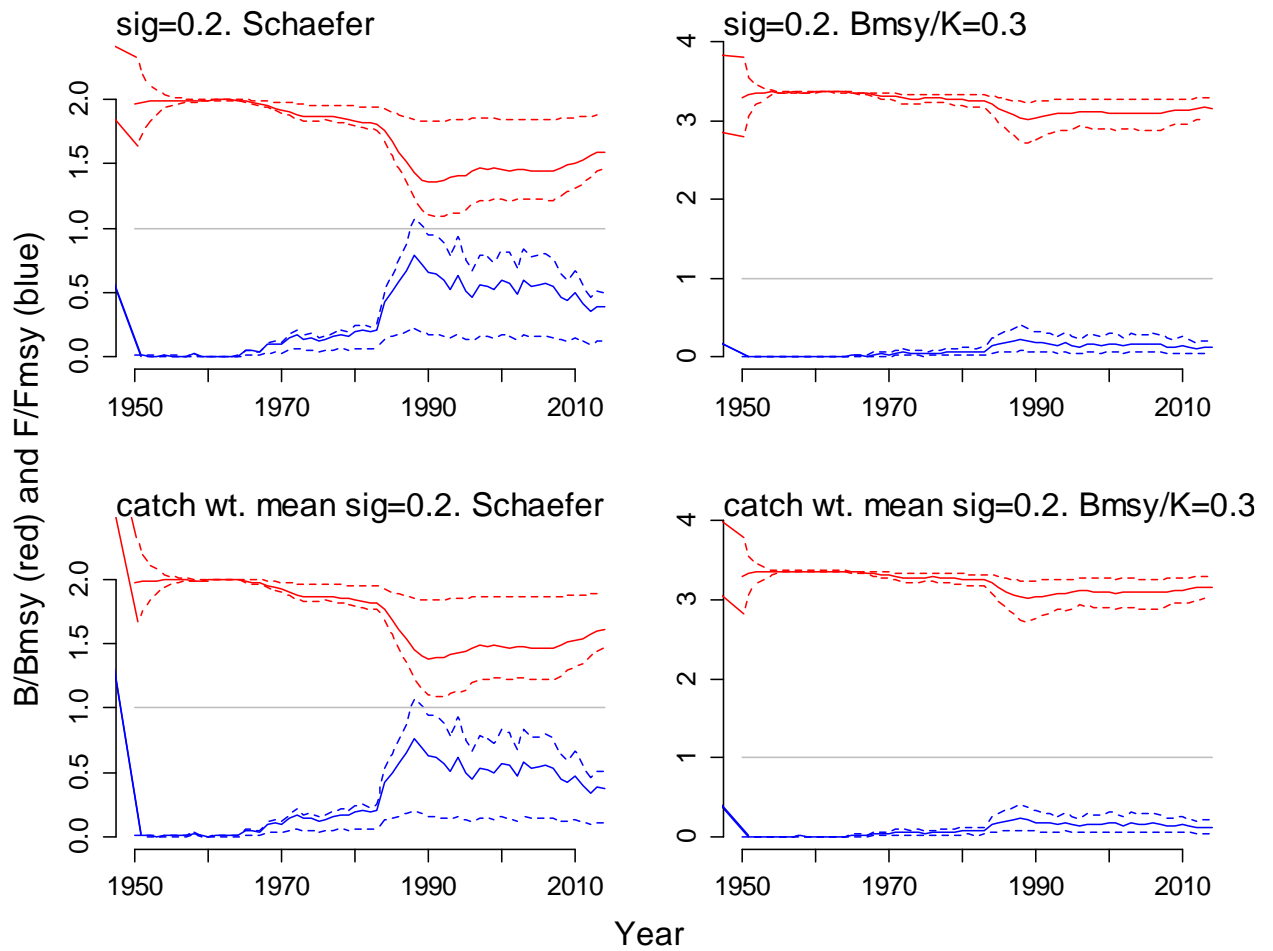 sig=0.2. Schaefer
sig=0.2. Bmsy/K=0.3
B/Bmsy (red) and F/Fmsy (blue)
0.0 0.5 1.0 1.5 2.0
1950 1970 1990 2010
0 1 2 3 4
1950 1970 1990 2010
catch wt. mean sig=0.2. Schaefer
catch wt. mean sig=0.2. Bmsy/K=0.3
0.0 0.5 1.0 1.5 2.0
1950 1970 1990 2010
0 1 2 3 4
1950 1970 1990 2010
Year